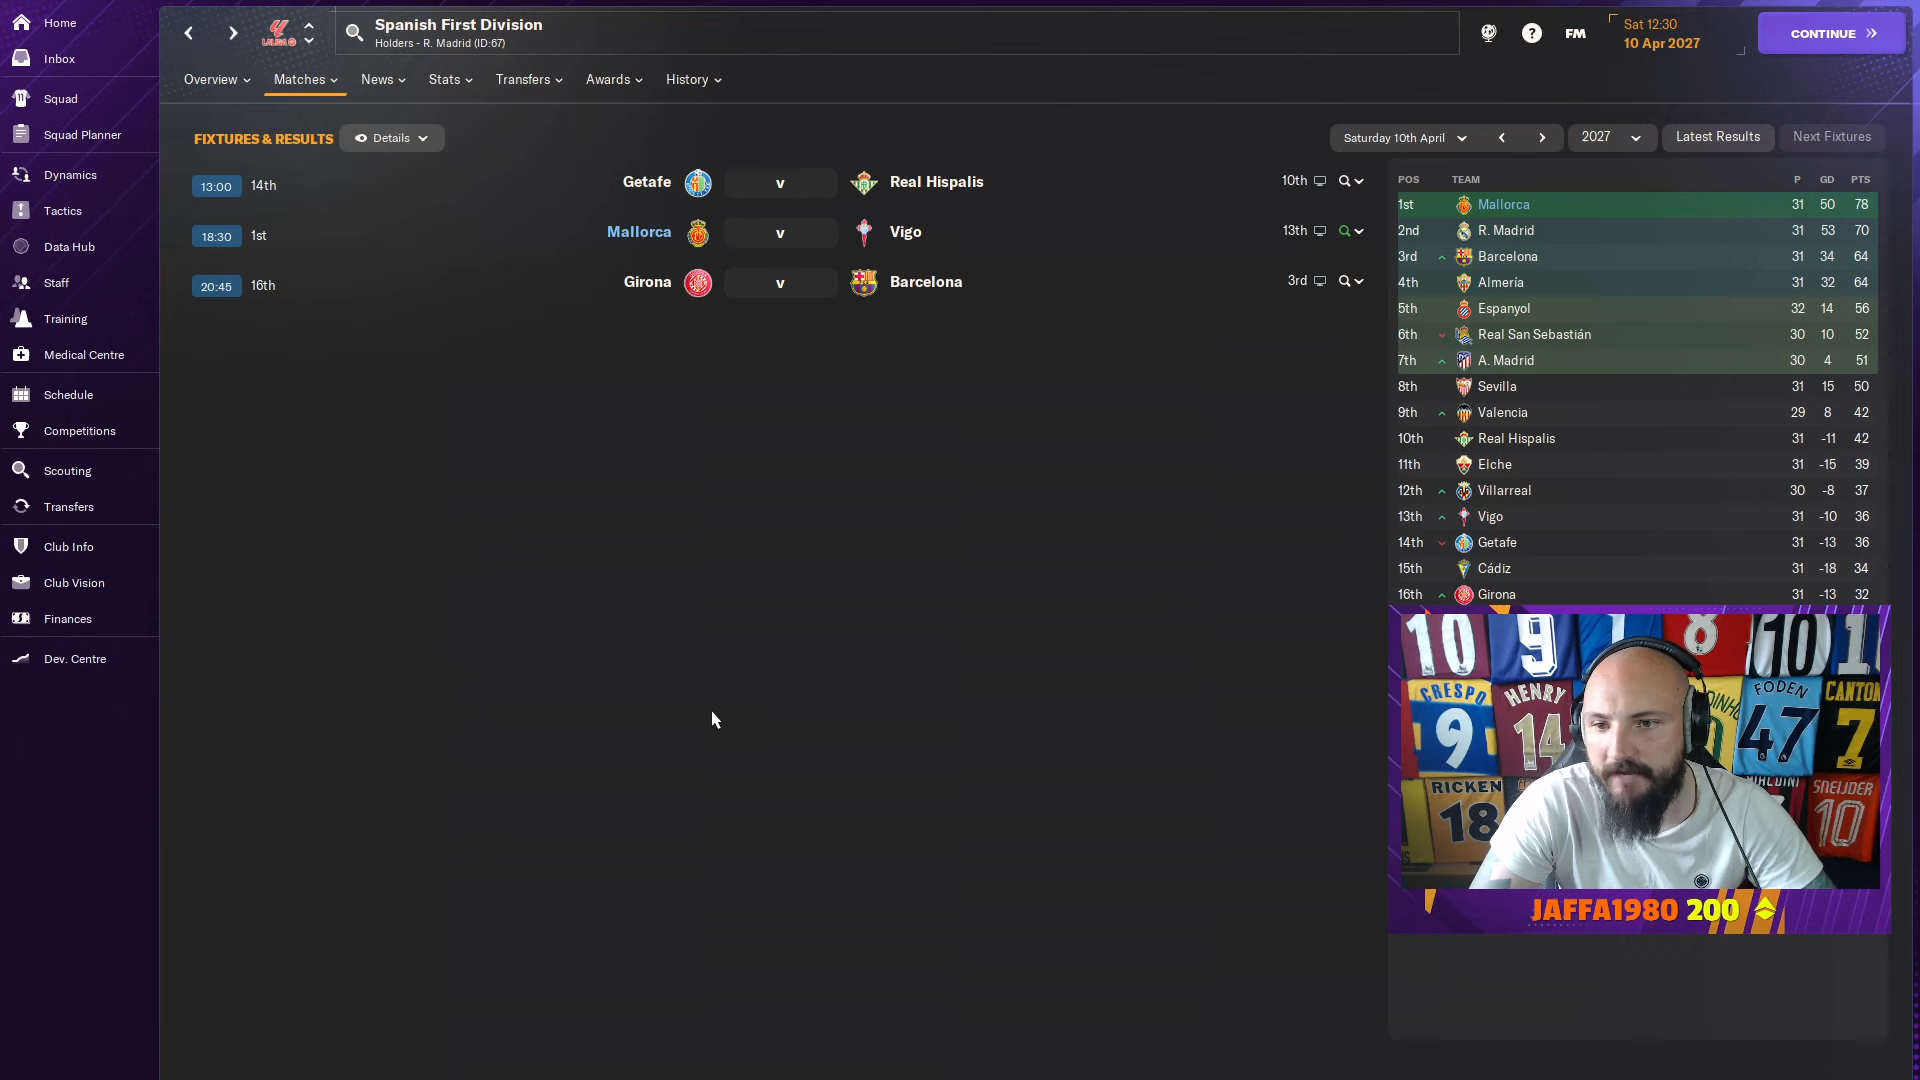 Home
Inbox
Squad
Squad Planner
Dynamics
Tactics
Data Hub
Staff
Training
Medical Centre
Schedule
Competitions
Scouting
Transfers
Club Info
Club Vision
Finances
Dev. Centre
LALIGA
Spanish First Division
Holders - R. Madrid (ID:67)
?
FM
Sat 12:30
10 Apr 2027
CONTINUE
Overview Matches News Stats Transfers Awards History
FIXTURES & RESULTS Details
Saturday 10th April 2027 Latest Results Next Fixtures
13:00 14th Getafe v Real Hispalis 10th
18:30 1st Mallorca v Vigo 13th
20:45 16th Girona v Barcelona 3rd
POS TEAM P GD PTS
1st Mallorca 31 50 78
2nd R. Madrid 31 53 70
3rd Barcelona 31 34 64
4th Almería 31 32 64
5th Espanyol 32 14 56
6th Real San Sebastián 30 10 52
7th A. Madrid 30 4 51
8th Sevilla 31 15 50
9th Valencia 29 8 42
10th Real Hispalis 31 -11 42
11th Elche 31 -15 39
12th Villarreal 30 -8 37
13th Vigo 31 -10 36
14th Getafe 31 -13 36
15th Cádiz 31 -18 34
16th Girona 31 -13 32
10 9 8 10 1
CRESPO 9
HENRY 14
FODEN 47
CANTON 7
RICKEN 18
SNEIJDER 10
JAFFA1980 200